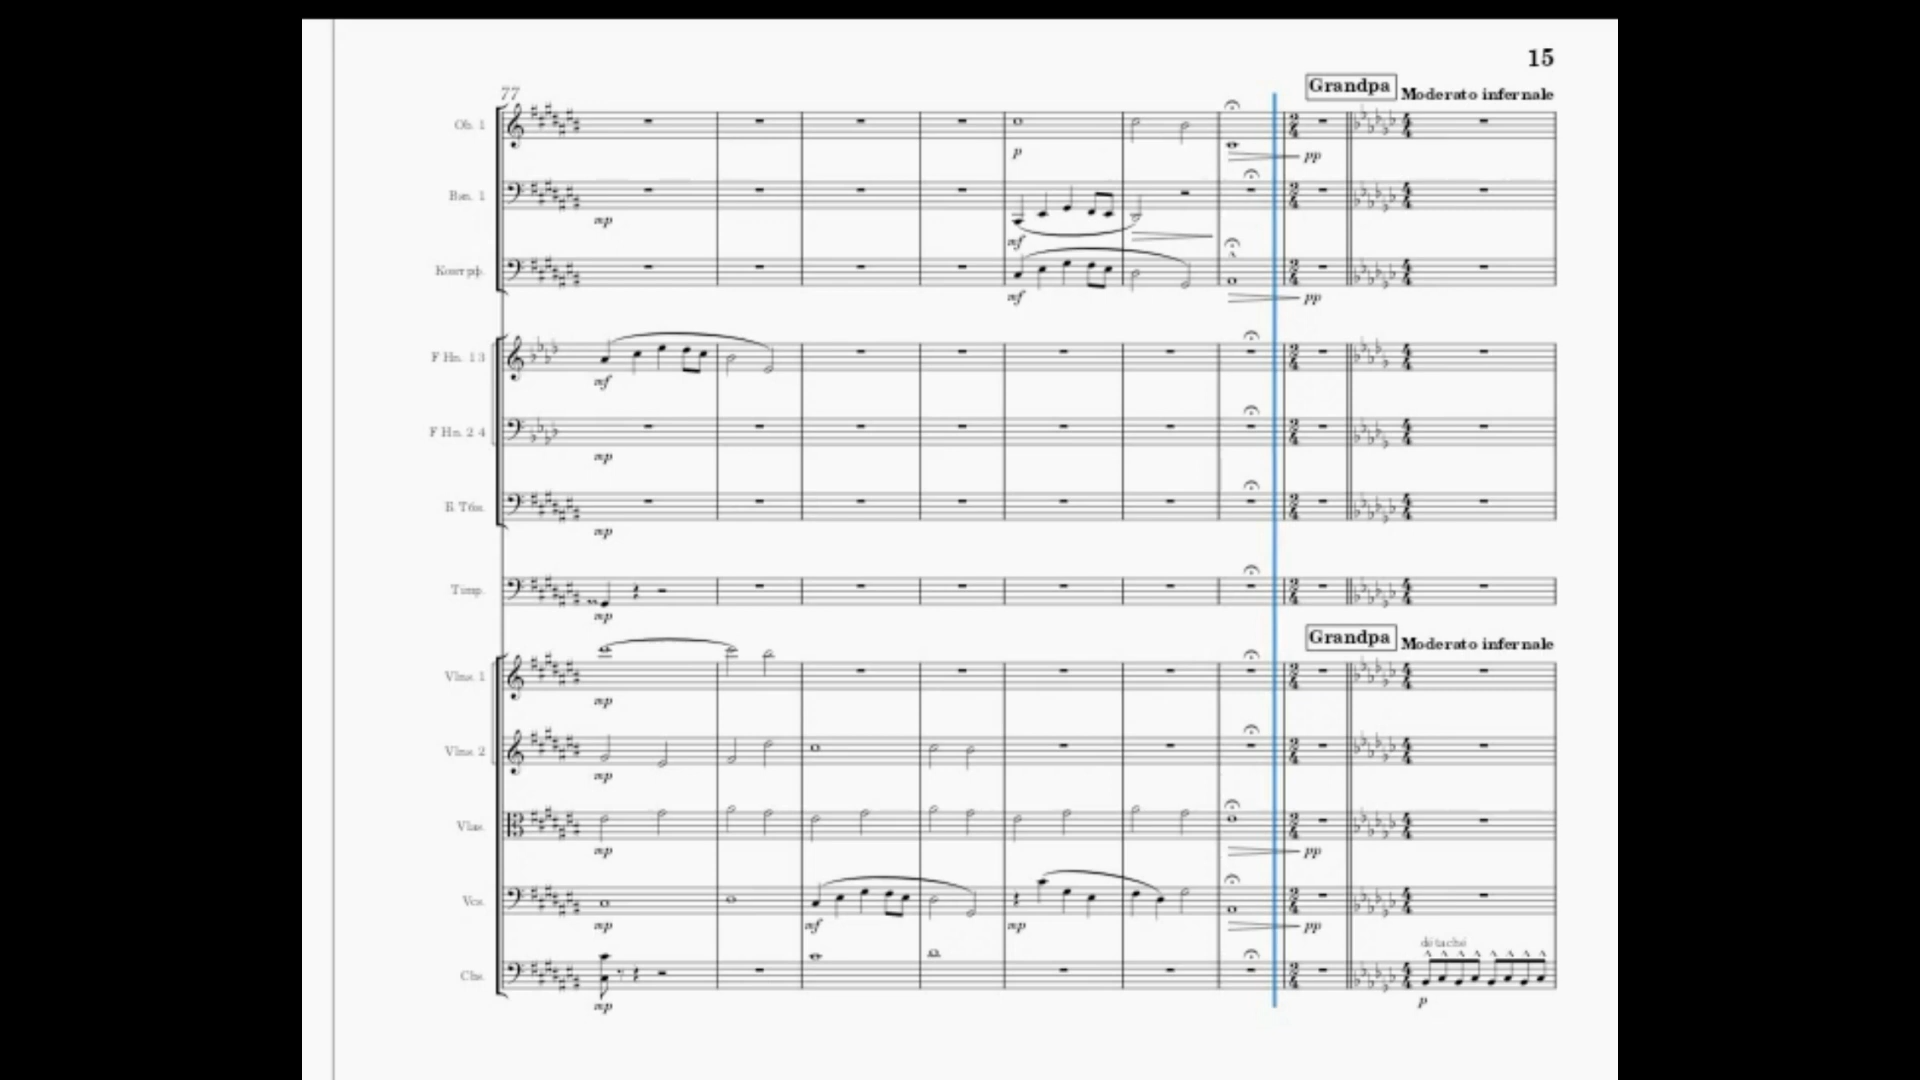 15
Grandpa
Moderato infernale
77
Ob. 1
p
pp
Bsn. 1
mp
mf
Контрф.
mf
pp
F Hn. 1 3
mf
F Hn. 2 4
mp
Б. Тбн.
mp
Timp.
mp
Grandpa
Moderato infernale
Vlns. 1
mp
Vlns. 2
mp
Vlas.
mp
pp
Vcs.
mp
mf
mp
pp
détaché
Cbs.
mp
p